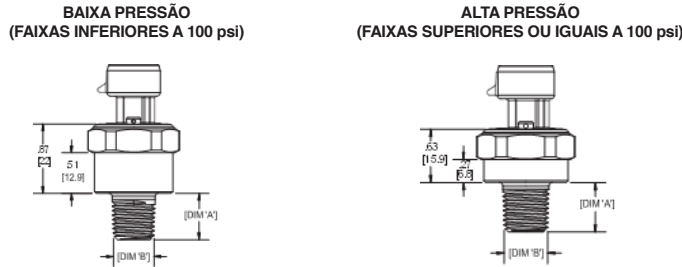 BAIXA PRESSÃO
(FAIXAS INFERIORES A 100 psi)
.87
51
[12.9]
[DIM 'A']
[DIM 'B']
ALTA PRESSÃO
(FAIXAS SUPERIORES OU IGUAIS A 100 psi)
.63
[15.9]
.27
[6.8]
[DIM 'A']
[DIM 'B']